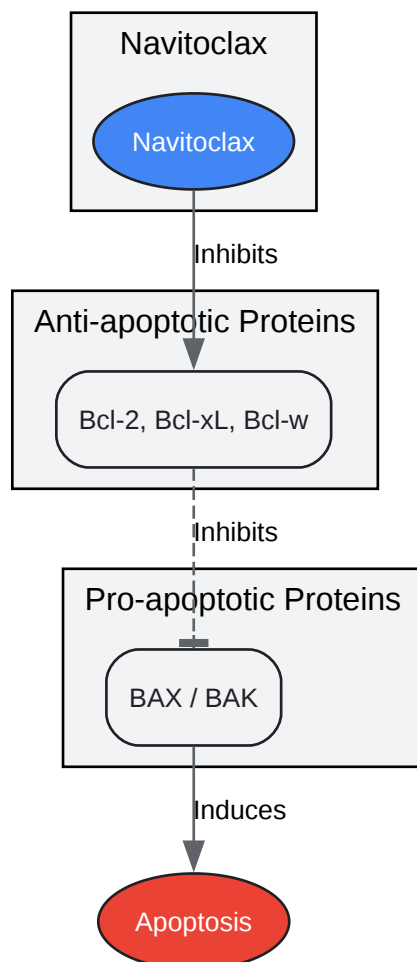 Navitoclax
Navitoclax
Inhibits
Anti-apoptotic Proteins
Bcl-2, Bcl-xL, Bcl-w
Inhibits
Pro-apoptotic Proteins
BAX / BAK
Induces
Apoptosis